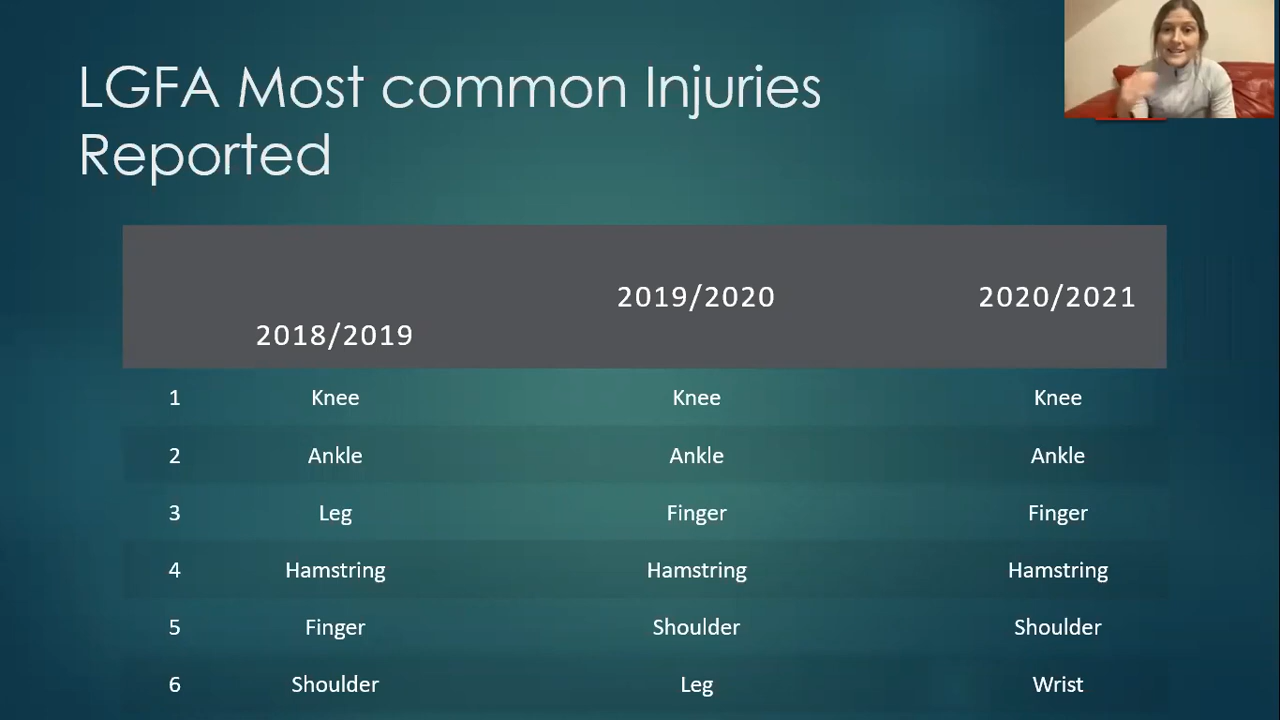 LGFA Most common Injuries
Reported
2018/2019 2019/2020 2020/2021
1 Knee Knee Knee
2 Ankle Ankle Ankle
3 Leg Finger Finger
4 Hamstring Hamstring Hamstring
5 Finger Shoulder Shoulder
6 Shoulder Leg Wrist